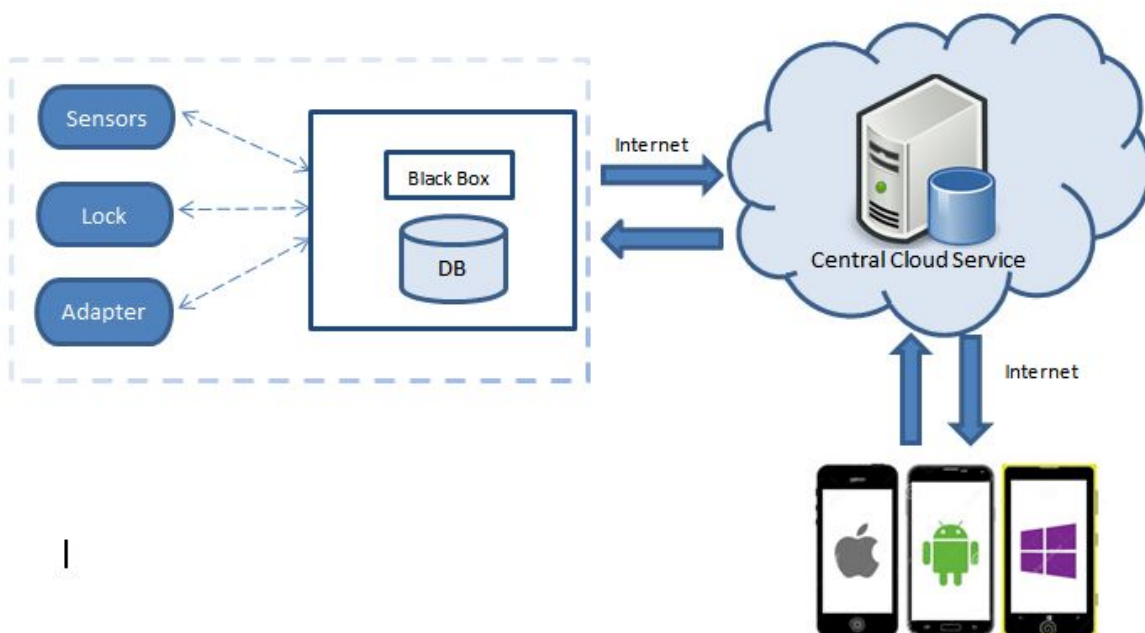 Sensors
Lock
Adapter
Black Box
DB
Internet
Central Cloud Service
Internet